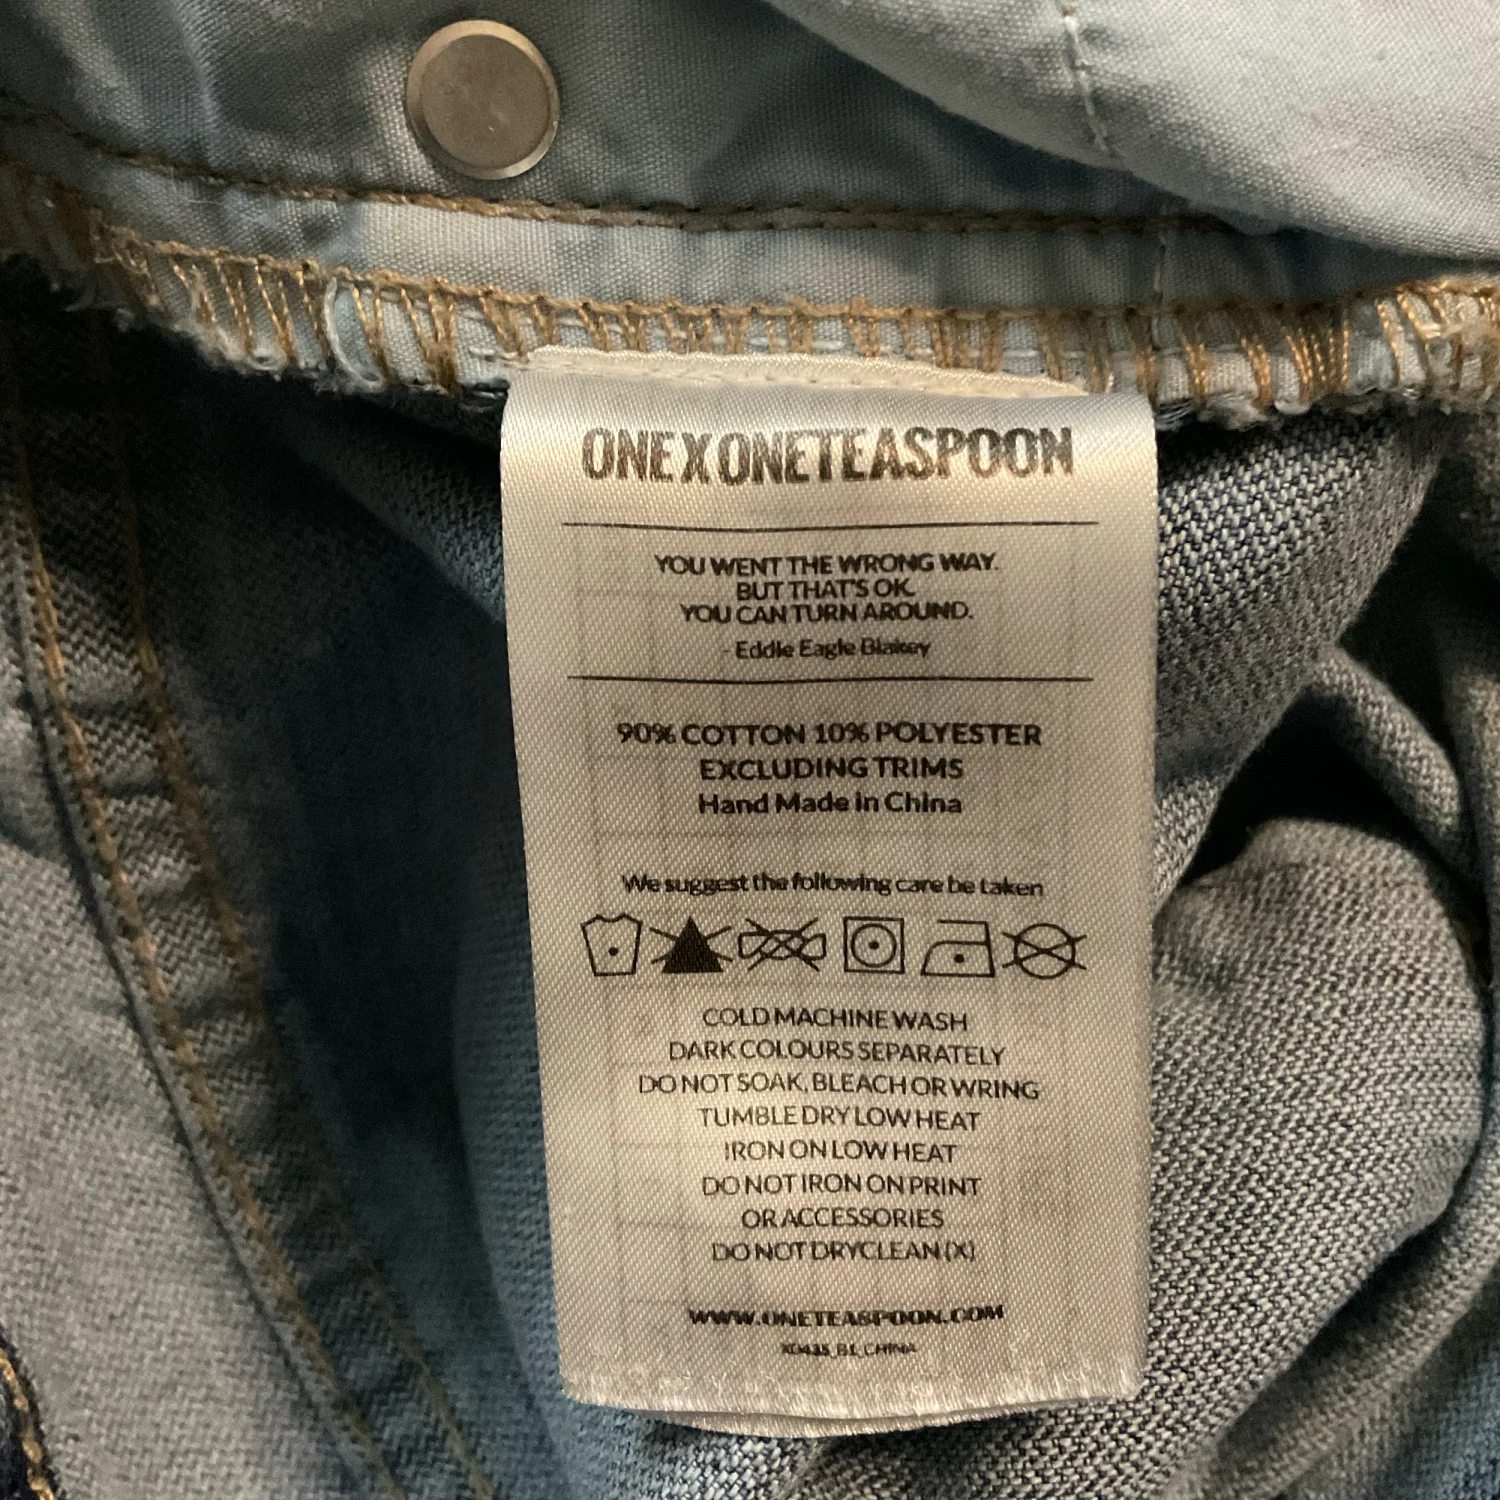 ONE X ONETEASPOON
YOU WENT THE WRONG WAY.
BUT THAT'S OK.
YOU CAN TURN AROUND.
- Eddie Eagle Blakey
90% COTTON 10% POLYESTER
EXCLUDING TRIMS
Hand Made in China
We suggest the following care be taken
COLD MACHINE WASH
DARK COLOURS SEPARATELY
DO NOT SOAK, BLEACH OR WRING
TUMBLE DRY LOW HEAT
IRON ON LOW HEAT
DO NOT IRON ON PRINT
OR ACCESSORIES
DO NOT DRYCLEAN (X)
WWW.ONETEASPOON.COM
X0435_B1_CHINA